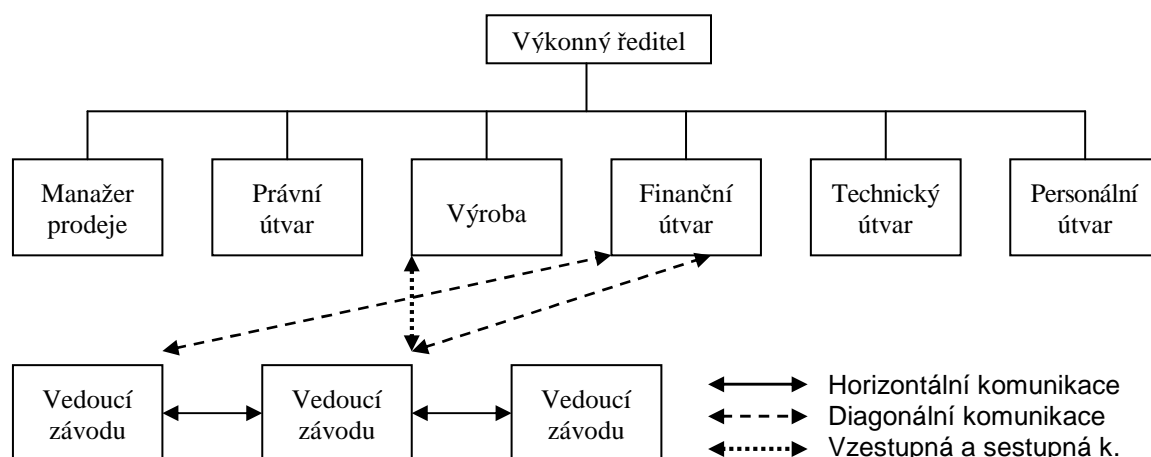 Výkonný ředitel
Manažer
prodeje
Právní
útvar
Výroba
Finanční
útvar
Technický
útvar
Personální
útvar
Vedoucí
závodu
Vedoucí
závodu
Vedoucí
závodu
Horizontální komunikace
Diagonální komunikace
Vzestupná a sestupná k.